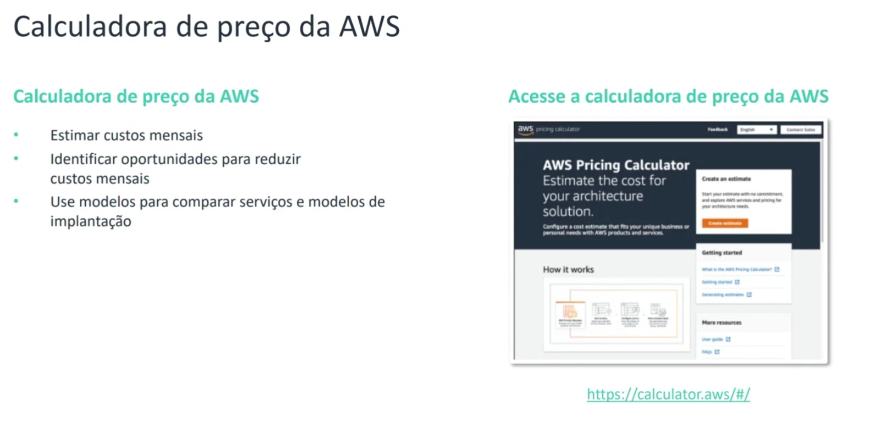 Calculadora de preço da AWS
Calculadora de preço da AWS
• Estimar custos mensais
• Identificar oportunidades para reduzir
custos mensais
• Use modelos para comparar serviços e modelos de
implantação
Acesse a calculadora de preço da AWS
aws pricing calculator
Feedback
English
Contact Sales
AWS Pricing Calculator
Estimate the cost for
your architecture
solution.
Configure a cost estimate that fits your unique business or
personal needs with AWS products and services.
Create an estimate
Start your estimate with no commitment,
and explore AWS services and pricing for
your architecture needs.
Create estimate
Getting started
What is the AWS Pricing Calculator?
Getting started
Generating estimates
How it works
More resources
User guide
FAQs
https://calculator.aws/#/